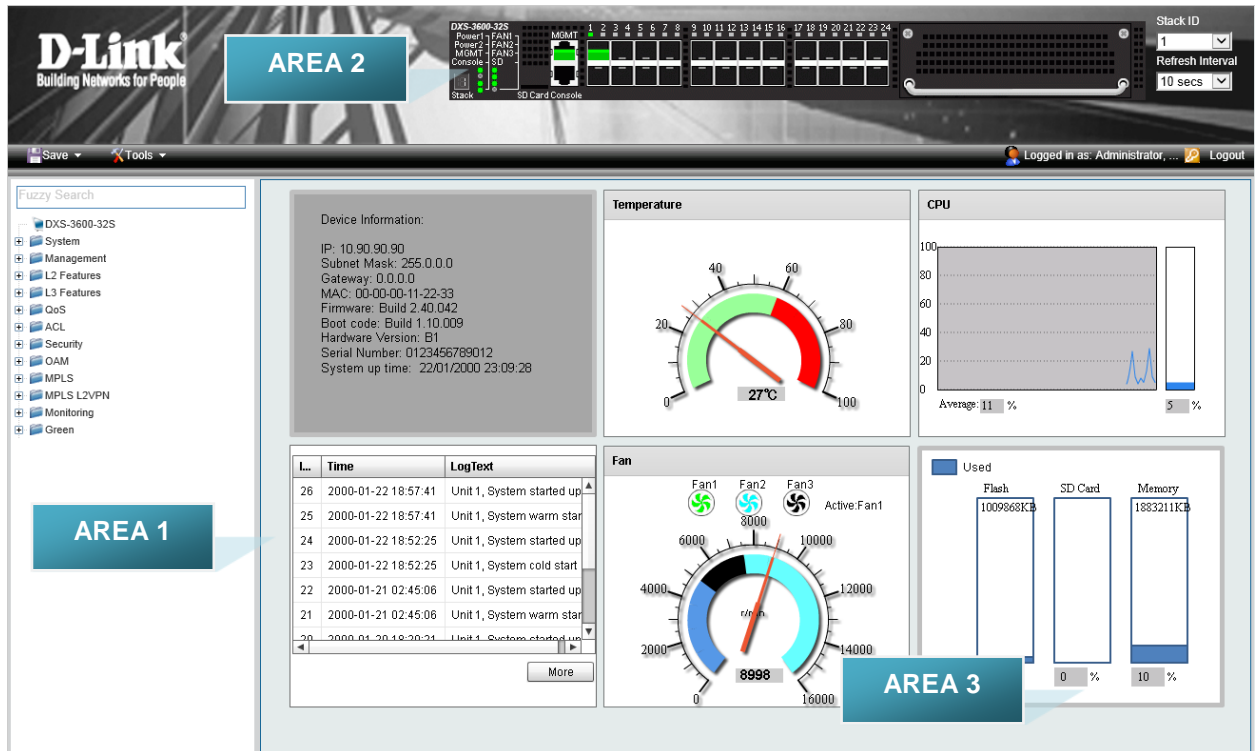 D-Link
Building Networks for People
AREA 2
DXS-3600-32S
Power1 FAN1
Power2 FAN2
MGMT FAN3
Console SD
Stack
MGMT
SD Card Console
1 2 3 4 5 6 7 8 9 10 11 12 13 14 15 16 17 18 19 20 21 22 23 24
Stack ID
1
Refresh Interval
10 secs
Save
Tools
Logged in as: Administrator, ...
Logout
Fuzzy Search
DXS-3600-32S
System
Management
L2 Features
L3 Features
QoS
ACL
Security
OAM
MPLS
MPLS L2VPN
Monitoring
Green
AREA 1
Device Information:
IP: 10.90.90.90
Subnet Mask: 255.0.0.0
Gateway: 0.0.0.0
MAC: 00-00-00-11-22-33
Firmware: Build 2.40.042
Boot code: Build 1.10.009
Hardware Version: B1
Serial Number: 0123456789012
System up time: 22/01/2000 23:09:28
Temperature
0 20 40 60 80 100
27°C
CPU
100
80
60
40
20
0
Average: 11 %
5 %
I... Time LogText
26 2000-01-22 18:57:41 Unit 1, System started up
25 2000-01-22 18:57:41 Unit 1, System warm star
24 2000-01-22 18:52:25 Unit 1, System started up
23 2000-01-22 18:52:25 Unit 1, System cold start
22 2000-01-21 02:45:06 Unit 1, System started up
21 2000-01-21 02:45:06 Unit 1, System warm star
20 2000-01-20 18:20:21 Unit 1, System started up
More
Fan
Fan1 Fan2 Fan3
Active:Fan1
0 2000 4000 6000 8000 10000 12000 14000 16000
8998
Used
Flash SD Card Memory
1009868KB 1883211KB
0 % 10 %
AREA 3